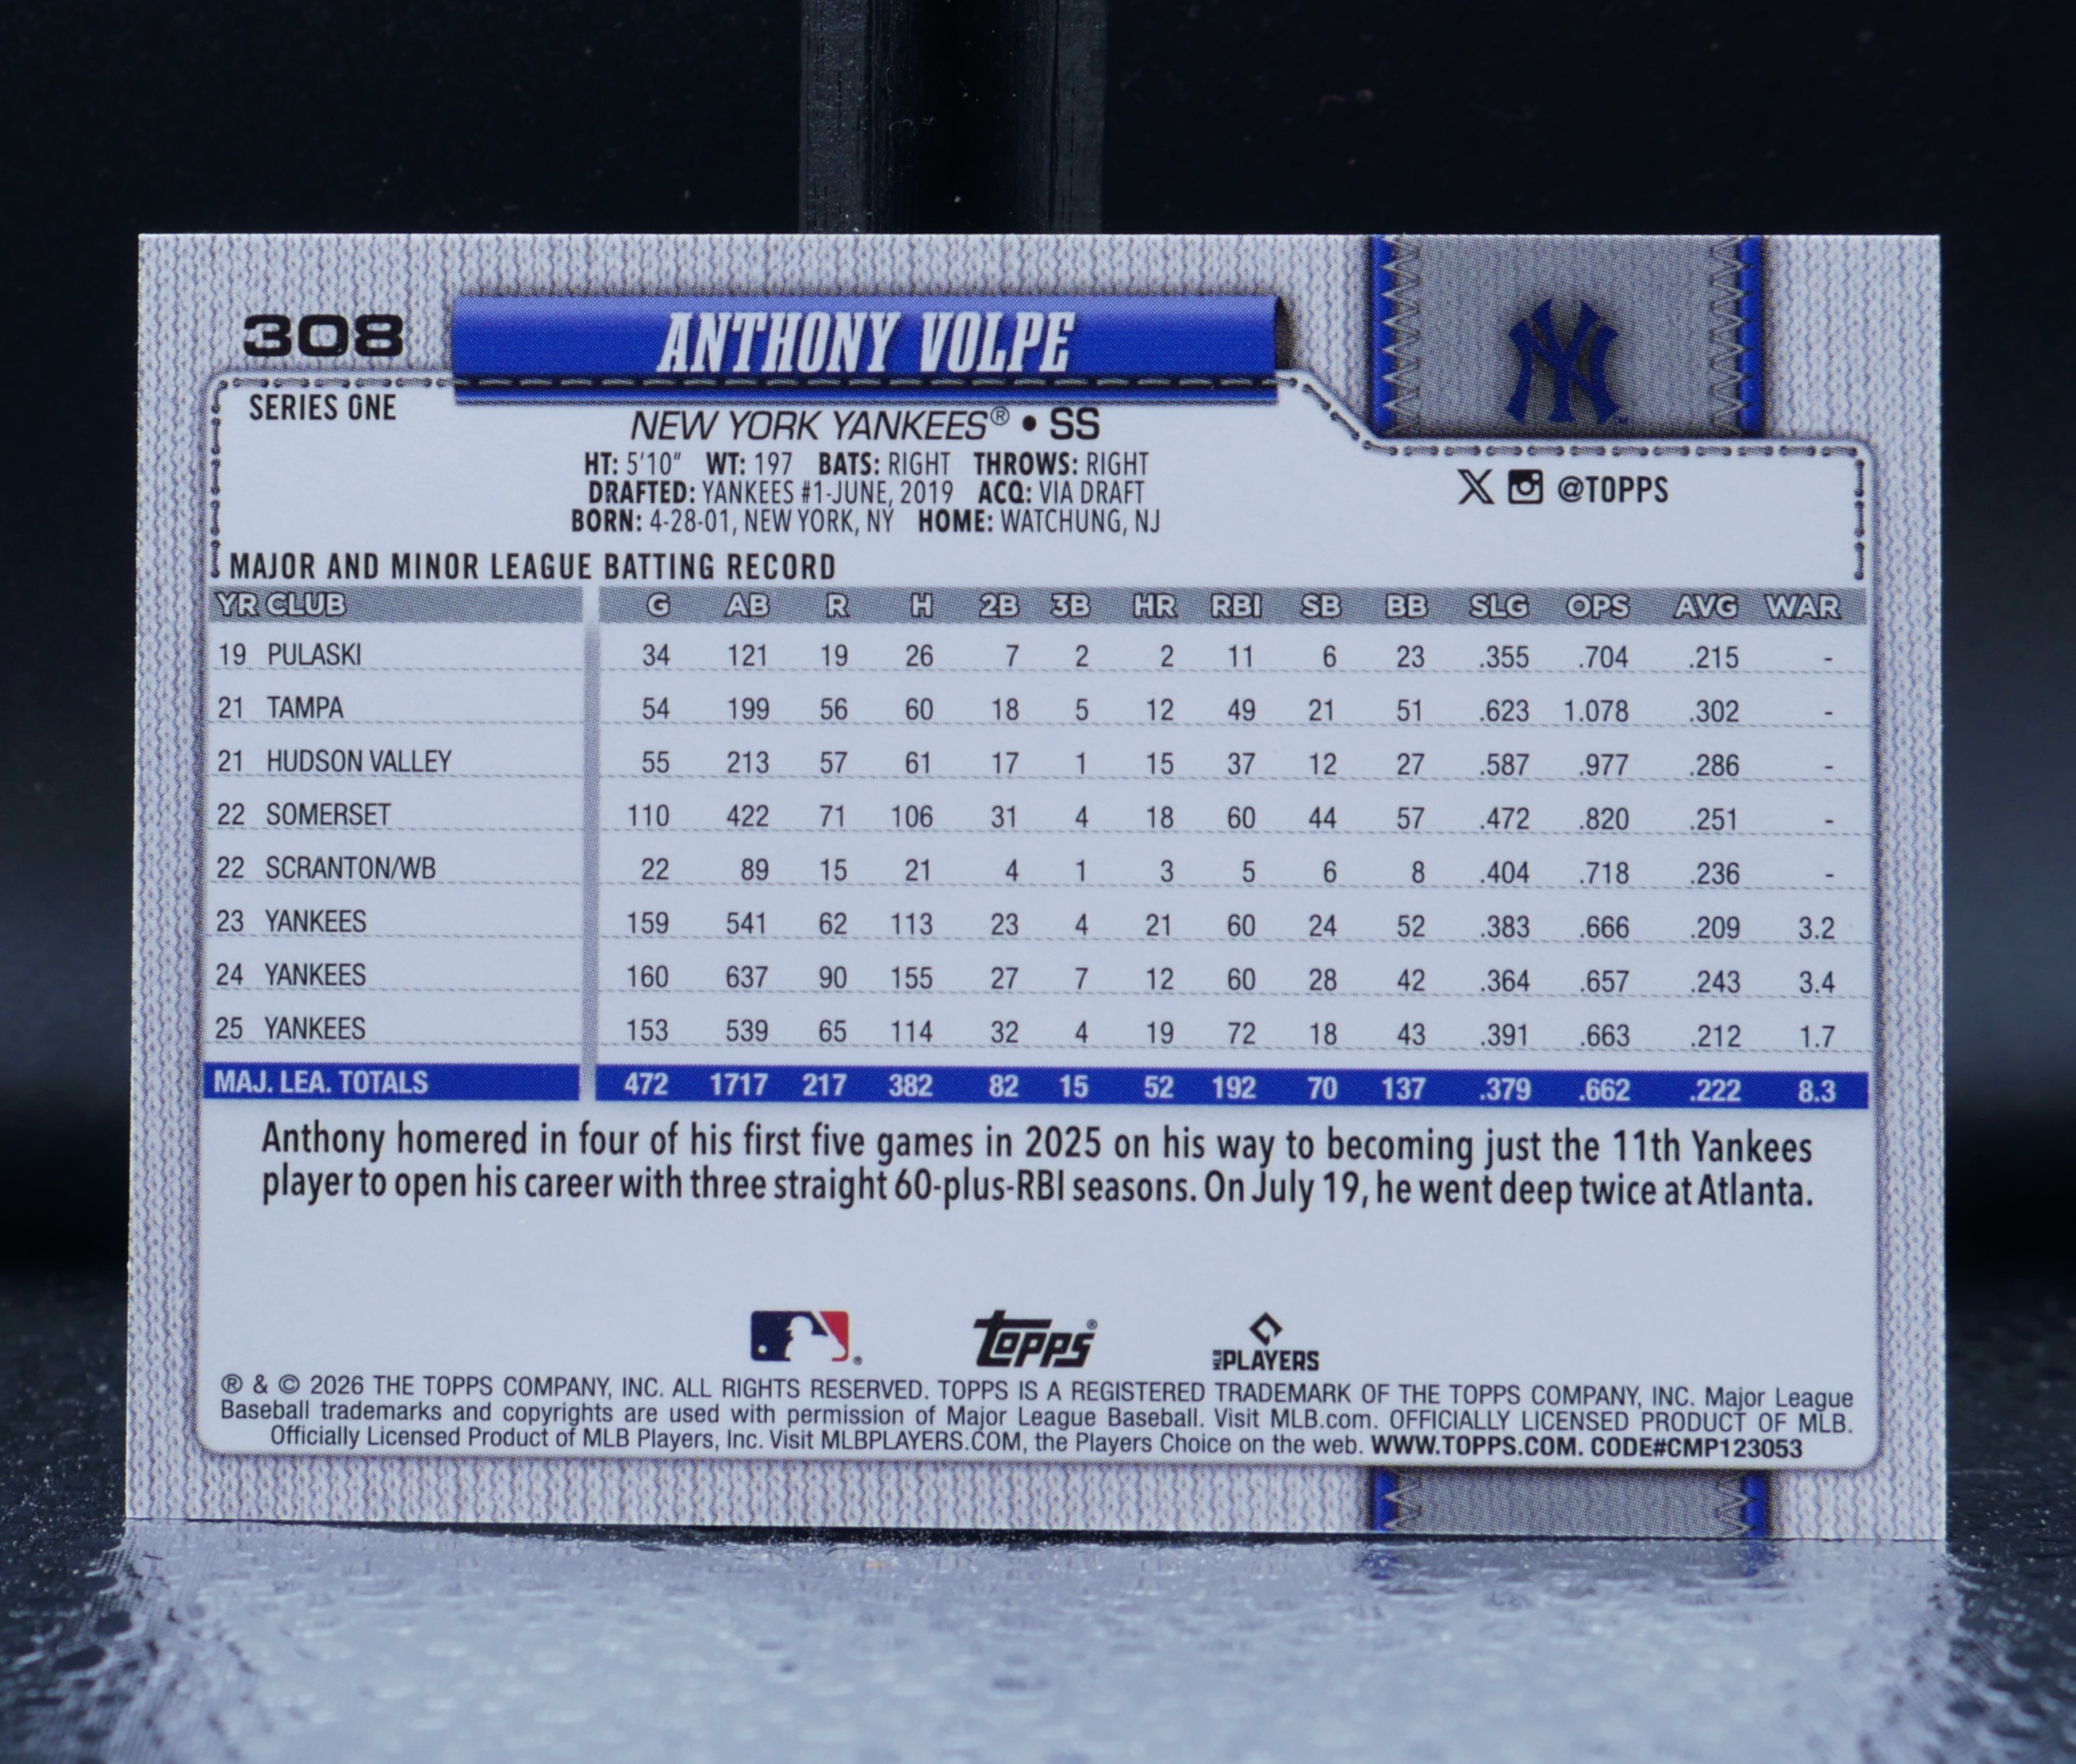 308
ANTHONY VOLPE
SERIES ONE
NEW YORK YANKEES® • SS
HT: 5'10" WT: 197 BATS: RIGHT THROWS: RIGHT
DRAFTED: YANKEES #1-JUNE, 2019 ACQ: VIA DRAFT
BORN: 4-28-01, NEW YORK, NY HOME: WATCHUNG, NJ
@TOPPS
MAJOR AND MINOR LEAGUE BATTING RECORD
YR CLUB G AB R H 2B 3B HR RBI SB BB SLG OPS AVG WAR
19 PULASKI 34 121 19 26 7 2 2 11 6 23 .355 .704 .215 -
21 TAMPA 54 199 56 60 18 5 12 49 21 51 .623 1.078 .302 -
21 HUDSON VALLEY 55 213 57 61 17 1 15 37 12 27 .587 .977 .286 -
22 SOMERSET 110 422 71 106 31 4 18 60 44 57 .472 .820 .251 -
22 SCRANTON/WB 22 89 15 21 4 1 3 5 6 8 .404 .718 .236 -
23 YANKEES 159 541 62 113 23 4 21 60 24 52 .383 .666 .209 3.2
24 YANKEES 160 637 90 155 27 7 12 60 28 42 .364 .657 .243 3.4
25 YANKEES 153 539 65 114 32 4 19 72 18 43 .391 .663 .212 1.7
MAJ. LEA. TOTALS 472 1717 217 382 82 15 52 192 70 137 .379 .662 .222 8.3
Anthony homered in four of his first five games in 2025 on his way to becoming just the 11th Yankees
player to open his career with three straight 60-plus-RBI seasons. On July 19, he went deep twice at Atlanta.
topps®
MLB PLAYERS
® & © 2026 THE TOPPS COMPANY, INC. ALL RIGHTS RESERVED. TOPPS IS A REGISTERED TRADEMARK OF THE TOPPS COMPANY, INC. Major League
Baseball trademarks and copyrights are used with permission of Major League Baseball. Visit MLB.com. OFFICIALLY LICENSED PRODUCT OF MLB.
Officially Licensed Product of MLB Players, Inc. Visit MLBPLAYERS.COM, the Players Choice on the web. WWW.TOPPS.COM. CODE#CMP123053